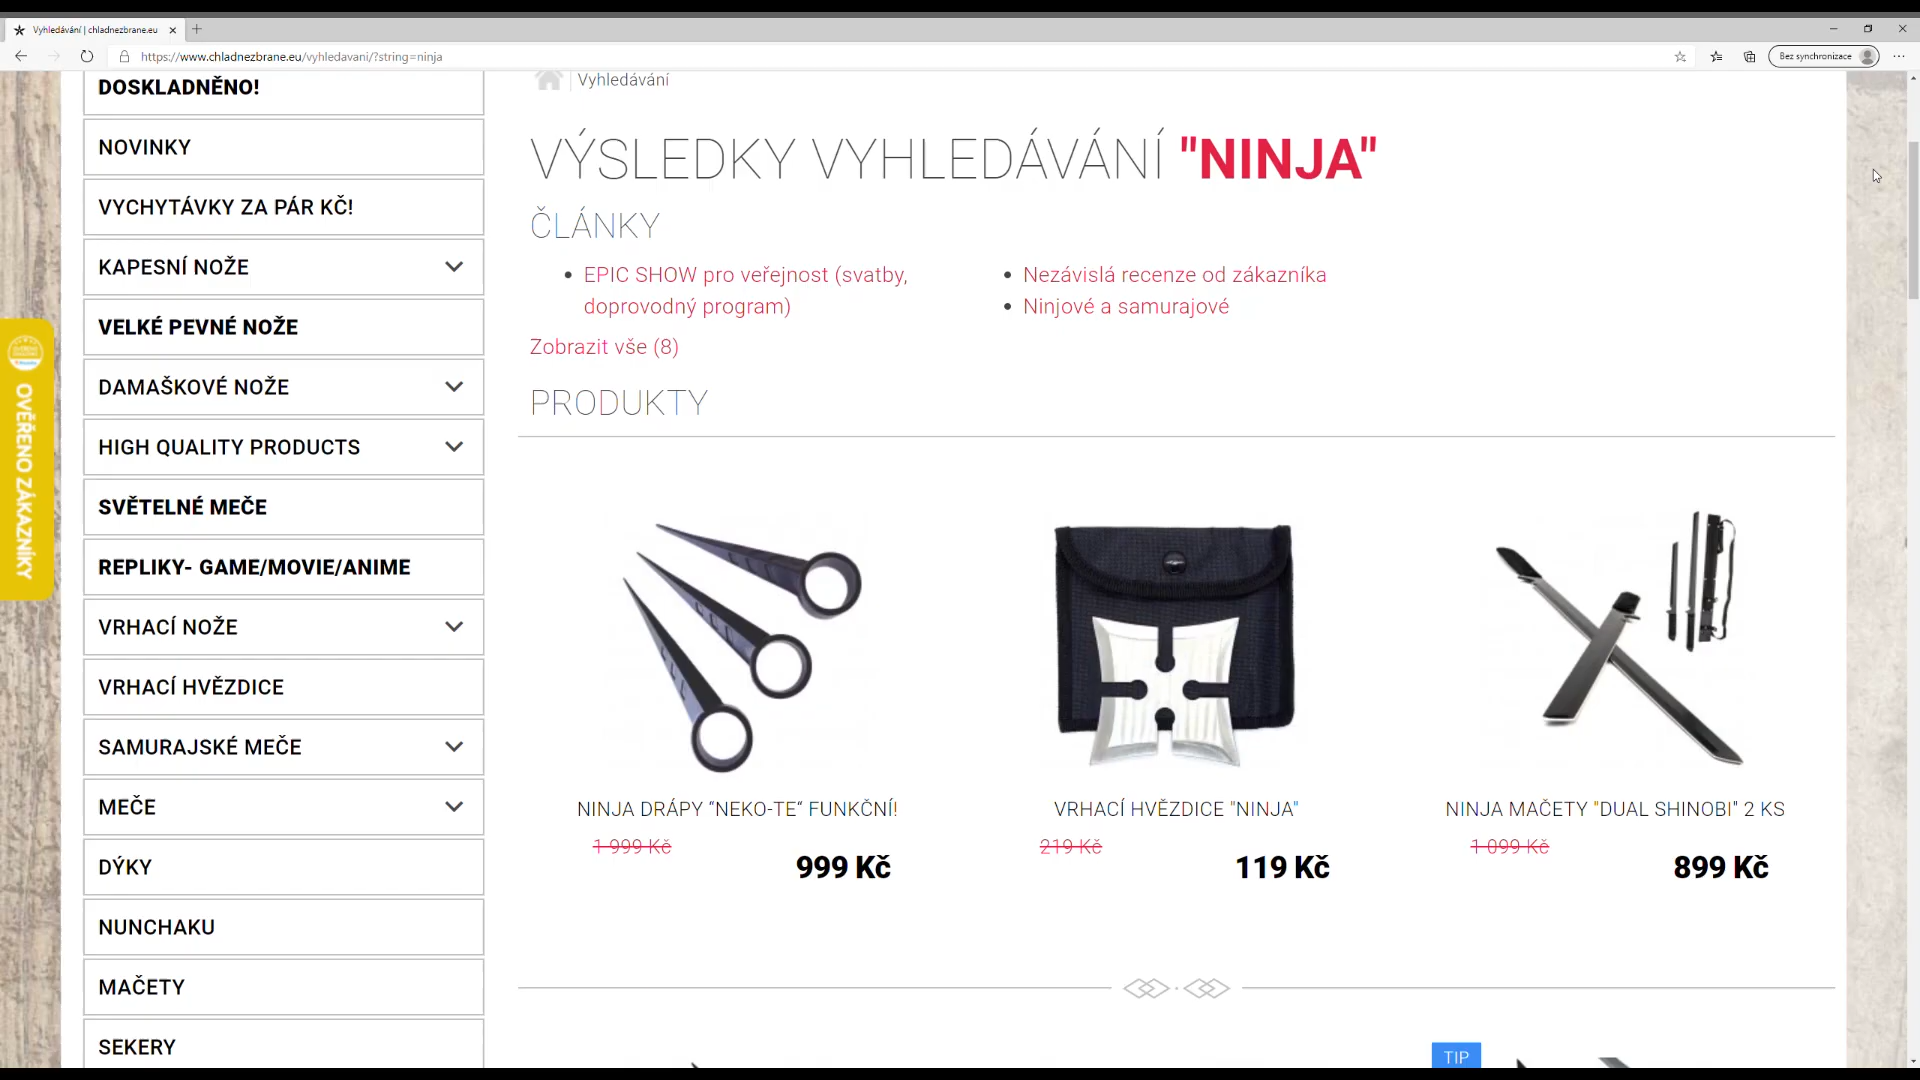 Vyhledávání | chladnezbrane.eu
https://www.chladnezbrane.eu/vyhledavani/?string=ninja
Bez synchronizace
DOSKLADNĚNO!
NOVINKY
VYCHYTÁVKY ZA PÁR KČ!
KAPESNÍ NOŽE
VELKÉ PEVNÉ NOŽE
DAMAŠKOVÉ NOŽE
HIGH QUALITY PRODUCTS
SVĚTELNÉ MEČE
REPLIKY- GAME/MOVIE/ANIME
VRHACÍ NOŽE
VRHACÍ HVĚZDICE
SAMURAJSKÉ MEČE
MEČE
DÝKY
NUNCHAKU
MAČETY
SEKERY
OVĚŘENO ZÁKAZNÍKY
Vyhledávání
VÝSLEDKY VYHLEDÁVÁNÍ "NINJA"
ČLÁNKY
EPIC SHOW pro veřejnost (svatby,
doprovodný program)
Nezávislá recenze od zákazníka
Ninjové a samurajové
Zobrazit vše (8)
PRODUKTY
NINJA DRÁPY “NEKO-TE“ FUNKČNÍ!
1 999 Kč
999 Kč
VRHACÍ HVĚZDICE "NINJA"
219 Kč
119 Kč
NINJA MAČETY "DUAL SHINOBI" 2 KS
1 099 Kč
899 Kč
TIP